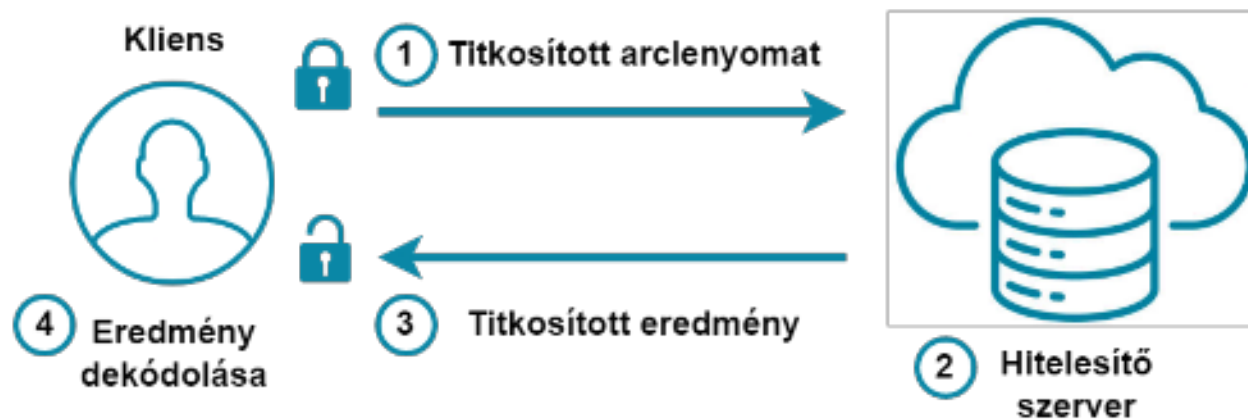 Kliens
1 Titkosított arclenyomat
4 Eredmény
dekódolása
3 Titkosított eredmény
2 Hitelesítő
szerver